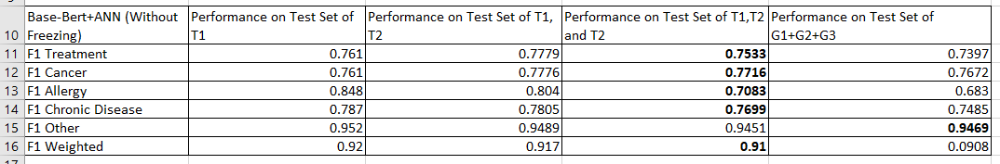 Base-Bert+ANN (Without Performance on Test Set of Performance on Test Set of T1, Performance on Test Set of T1,T2 Performance on Test Set of
10 Freezing) T1 T2 and T2 G1+G2+G3
11 F1 Treatment 0.761 0.7779 0.7533 0.7397
12 F1 Cancer 0.761 0.7776 0.7716 0.7672
13 F1 Allergy 0.848 0.804 0.7083 0.683
14 F1 Chronic Disease 0.787 0.7805 0.7699 0.7485
15 F1 Other 0.952 0.9489 0.9451 0.9469
16 F1 Weighted 0.92 0.917 0.91 0.0908